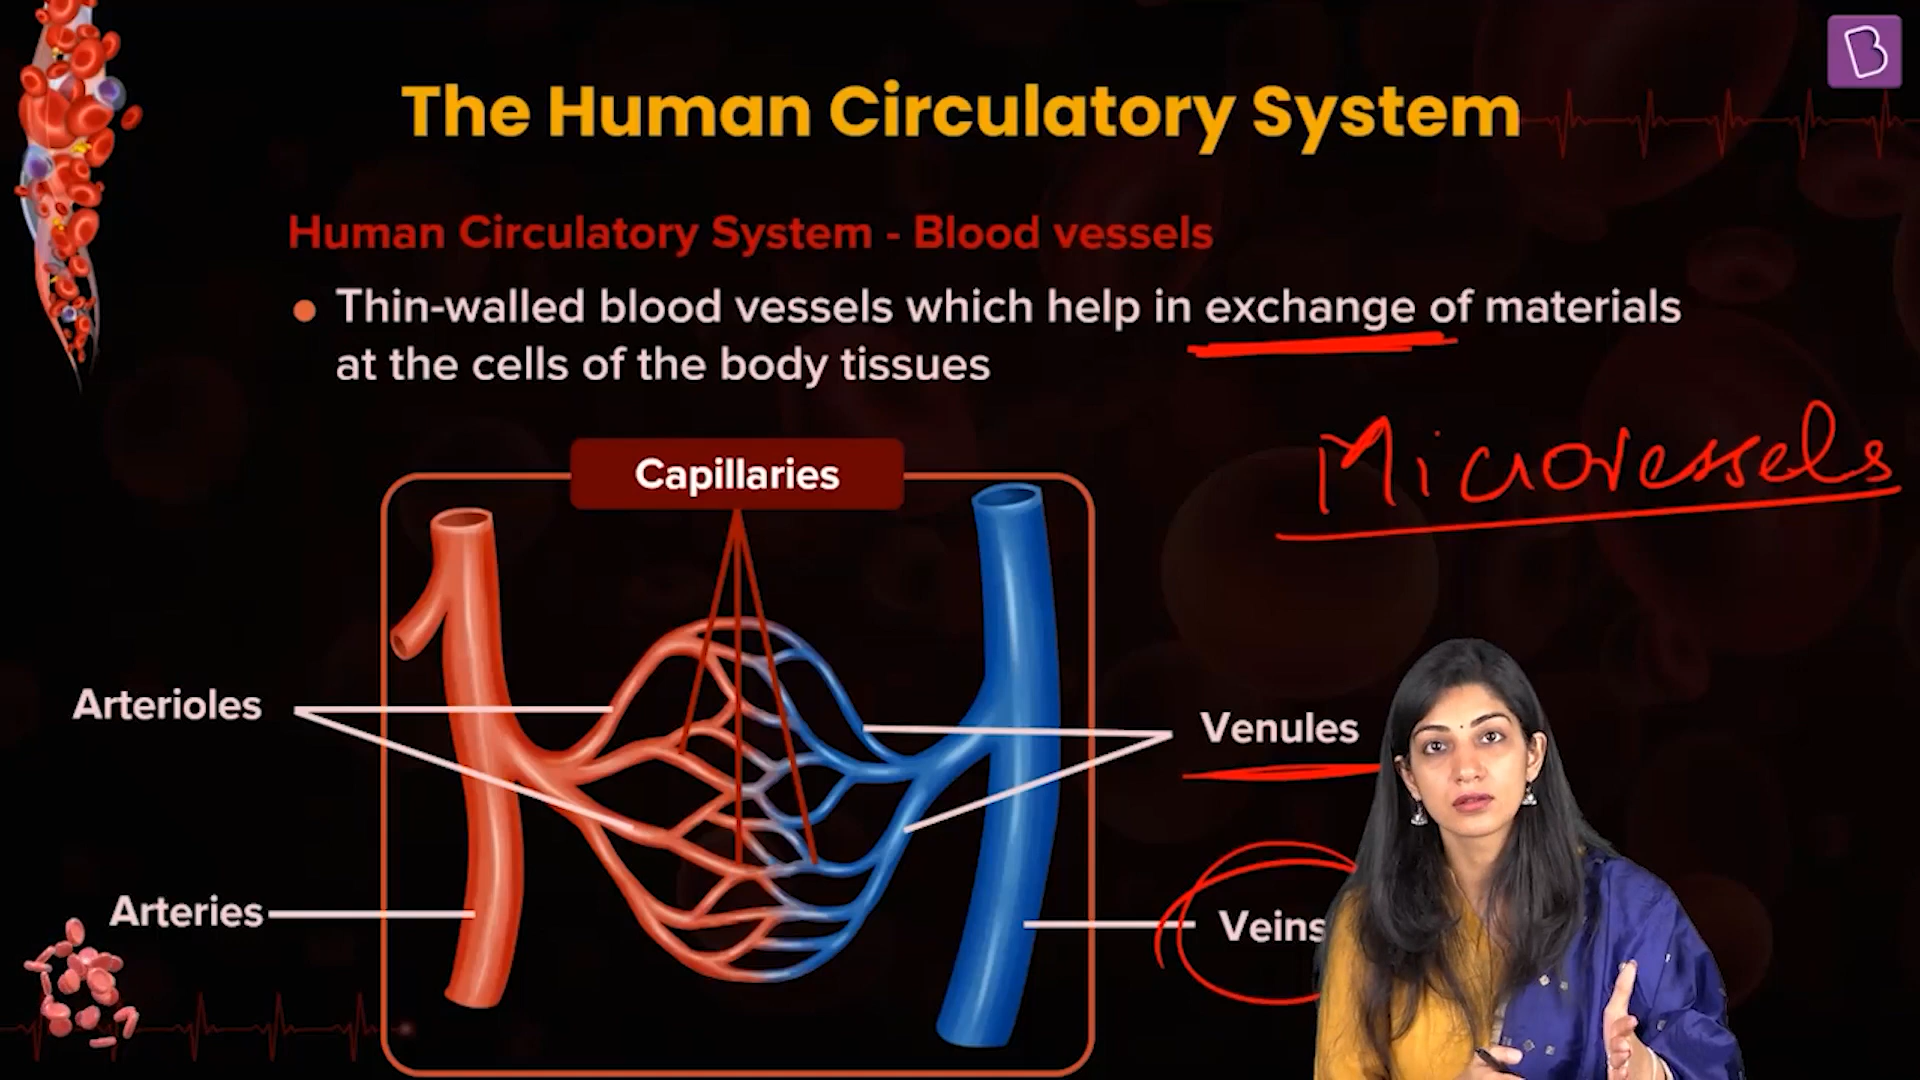 The Human Circulatory System
Human Circulatory System - Blood vessels
• Thin-walled blood vessels which help in exchange of materials
at the cells of the body tissues
Microvessels
Capillaries
Arterioles
Venules
Arteries
Veins